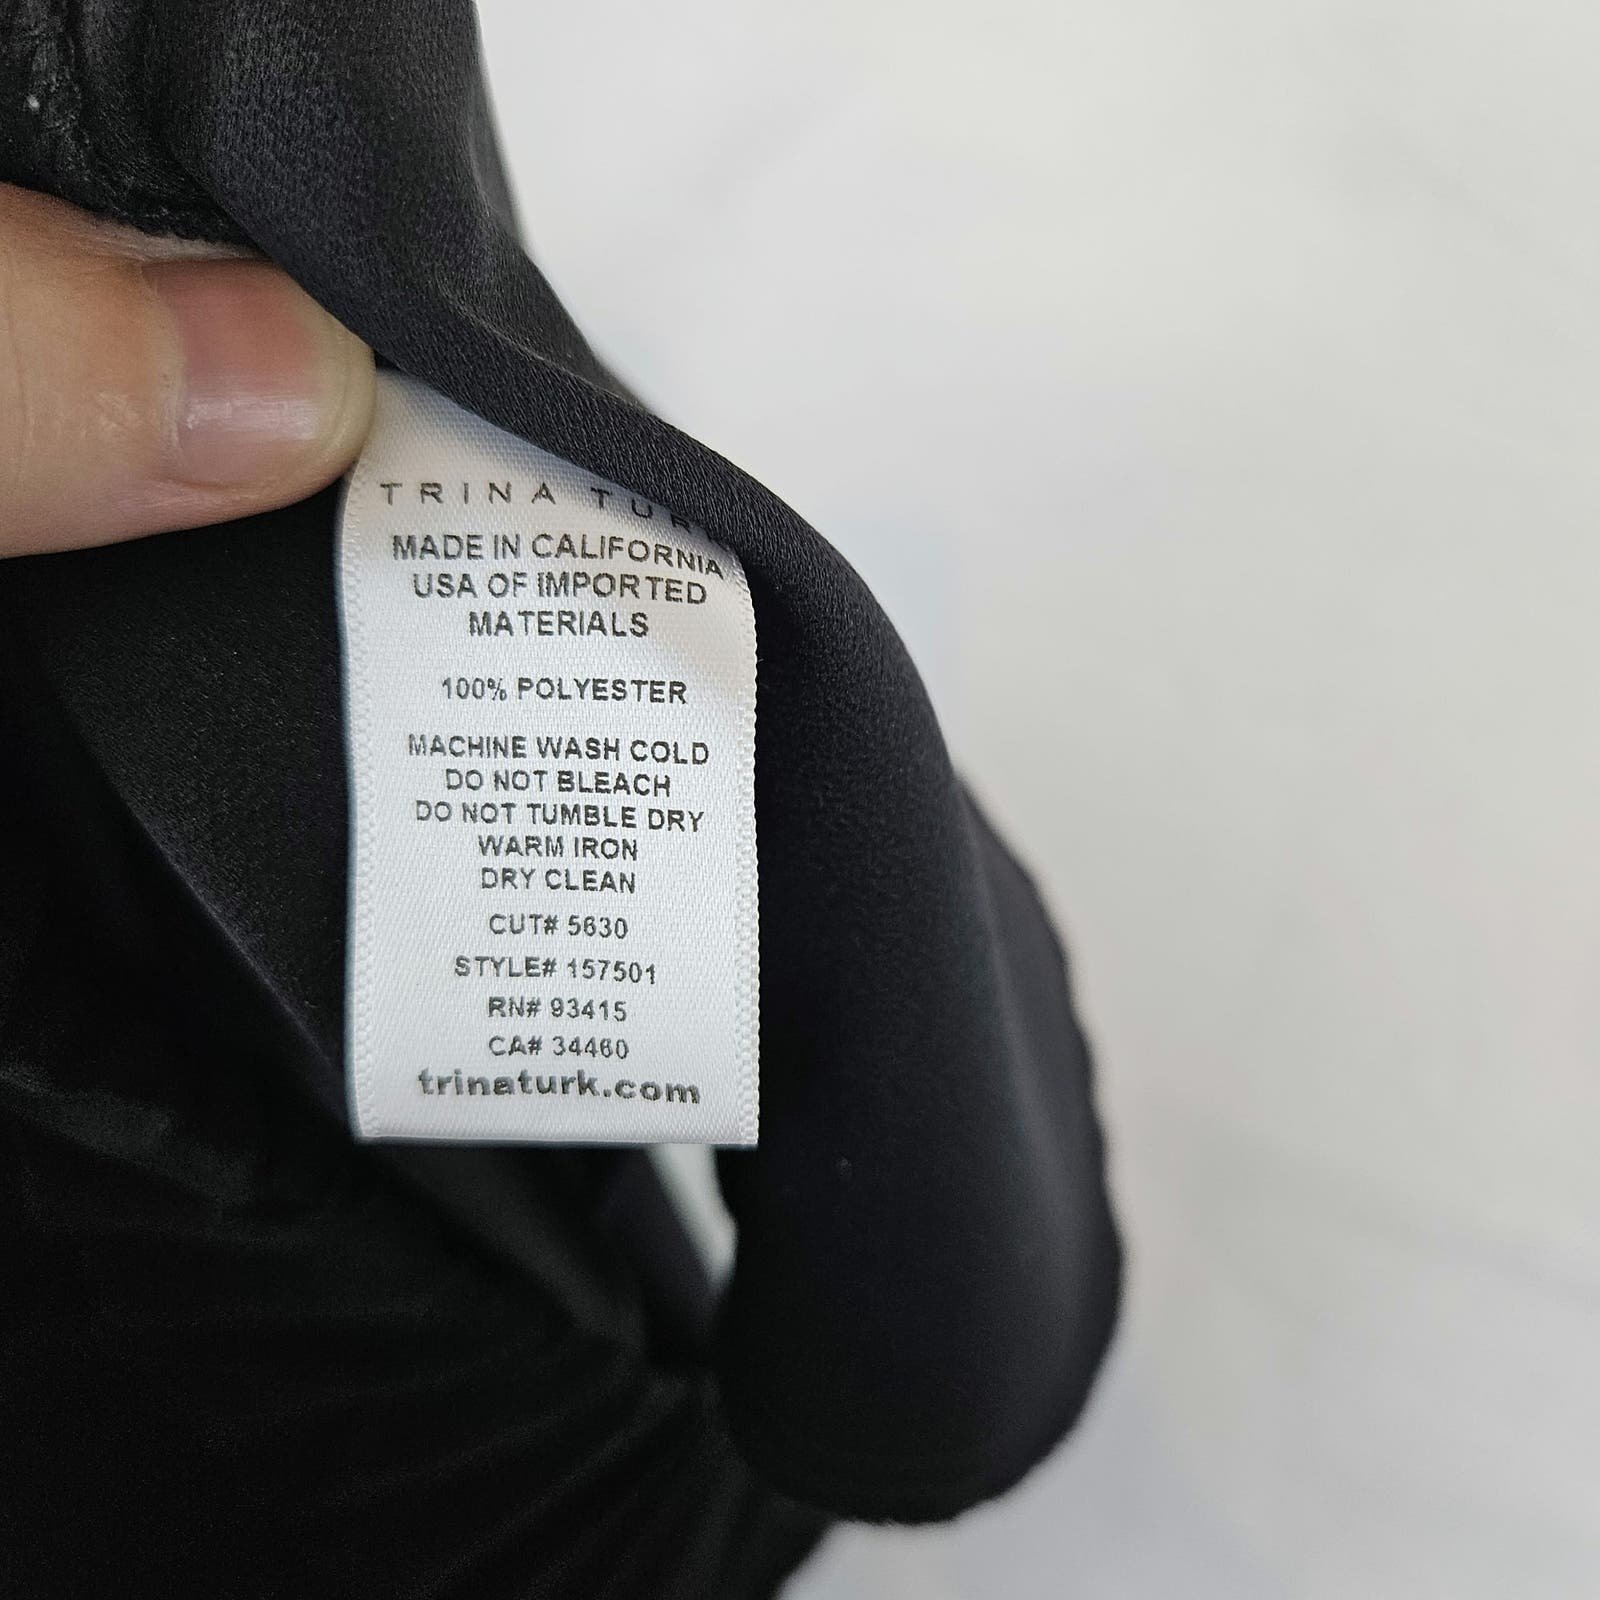 TRINA TUR
MADE IN CALIFORNIA
USA OF IMPORTED
MATERIALS
100% POLYESTER
MACHINE WASH COLD
DO NOT BLEACH
DO NOT TUMBLE DRY
WARM IRON
DRY CLEAN
CUT# 5630
STYLE# 157501
RN# 93415
CA# 34460
trinaturk.com